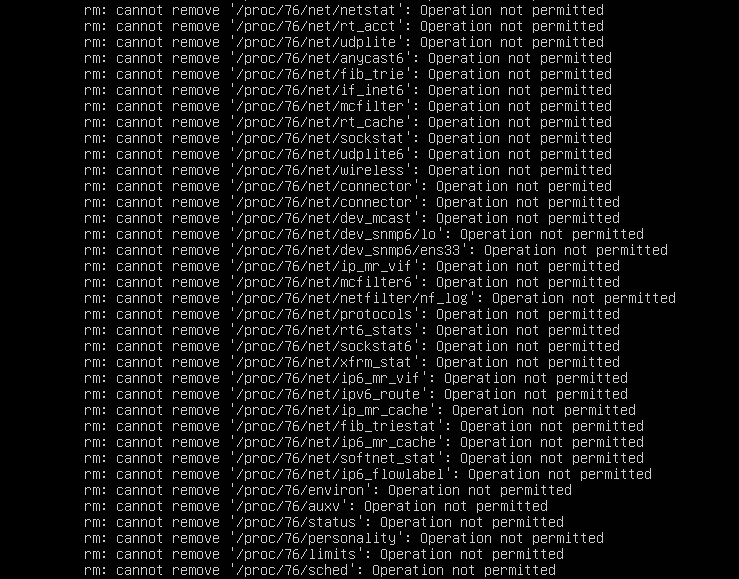 rm: cannot remove '/proc/76/net/netstat': Operation not permitted
rm: cannot remove '/proc/76/net/rt_acct': Operation not permitted
rm: cannot remove '/proc/76/net/udplite': Operation not permitted
rm: cannot remove '/proc/76/net/anycast6': Operation not permitted
rm: cannot remove '/proc/76/net/fib_trie': Operation not permitted
rm: cannot remove '/proc/76/net/if_inet6': Operation not permitted
rm: cannot remove '/proc/76/net/mcfilter': Operation not permitted
rm: cannot remove '/proc/76/net/rt_cache': Operation not permitted
rm: cannot remove '/proc/76/net/sockstat': Operation not permitted
rm: cannot remove '/proc/76/net/udplite6': Operation not permitted
rm: cannot remove '/proc/76/net/wireless': Operation not permitted
rm: cannot remove '/proc/76/net/connector': Operation not permitted
rm: cannot remove '/proc/76/net/connector': Operation not permitted
rm: cannot remove '/proc/76/net/dev_mcast': Operation not permitted
rm: cannot remove '/proc/76/net/dev_snmp6/lo': Operation not permitted
rm: cannot remove '/proc/76/net/dev_snmp6/ens33': Operation not permitted
rm: cannot remove '/proc/76/net/ip_mr_vif': Operation not permitted
rm: cannot remove '/proc/76/net/mcfilter6': Operation not permitted
rm: cannot remove '/proc/76/net/netfilter/nf_log': Operation not permitted
rm: cannot remove '/proc/76/net/protocols': Operation not permitted
rm: cannot remove '/proc/76/net/rt6_stats': Operation not permitted
rm: cannot remove '/proc/76/net/sockstat6': Operation not permitted
rm: cannot remove '/proc/76/net/xfrm_stat': Operation not permitted
rm: cannot remove '/proc/76/net/ip6_mr_vif': Operation not permitted
rm: cannot remove '/proc/76/net/ipv6_route': Operation not permitted
rm: cannot remove '/proc/76/net/ip_mr_cache': Operation not permitted
rm: cannot remove '/proc/76/net/fib_triestat': Operation not permitted
rm: cannot remove '/proc/76/net/ip6_mr_cache': Operation not permitted
rm: cannot remove '/proc/76/net/softnet_stat': Operation not permitted
rm: cannot remove '/proc/76/net/ip6_flowlabel': Operation not permitted
rm: cannot remove '/proc/76/environ': Operation not permitted
rm: cannot remove '/proc/76/auxv': Operation not permitted
rm: cannot remove '/proc/76/status': Operation not permitted
rm: cannot remove '/proc/76/personality': Operation not permitted
rm: cannot remove '/proc/76/limits': Operation not permitted
rm: cannot remove '/proc/76/sched': Operation not permitted